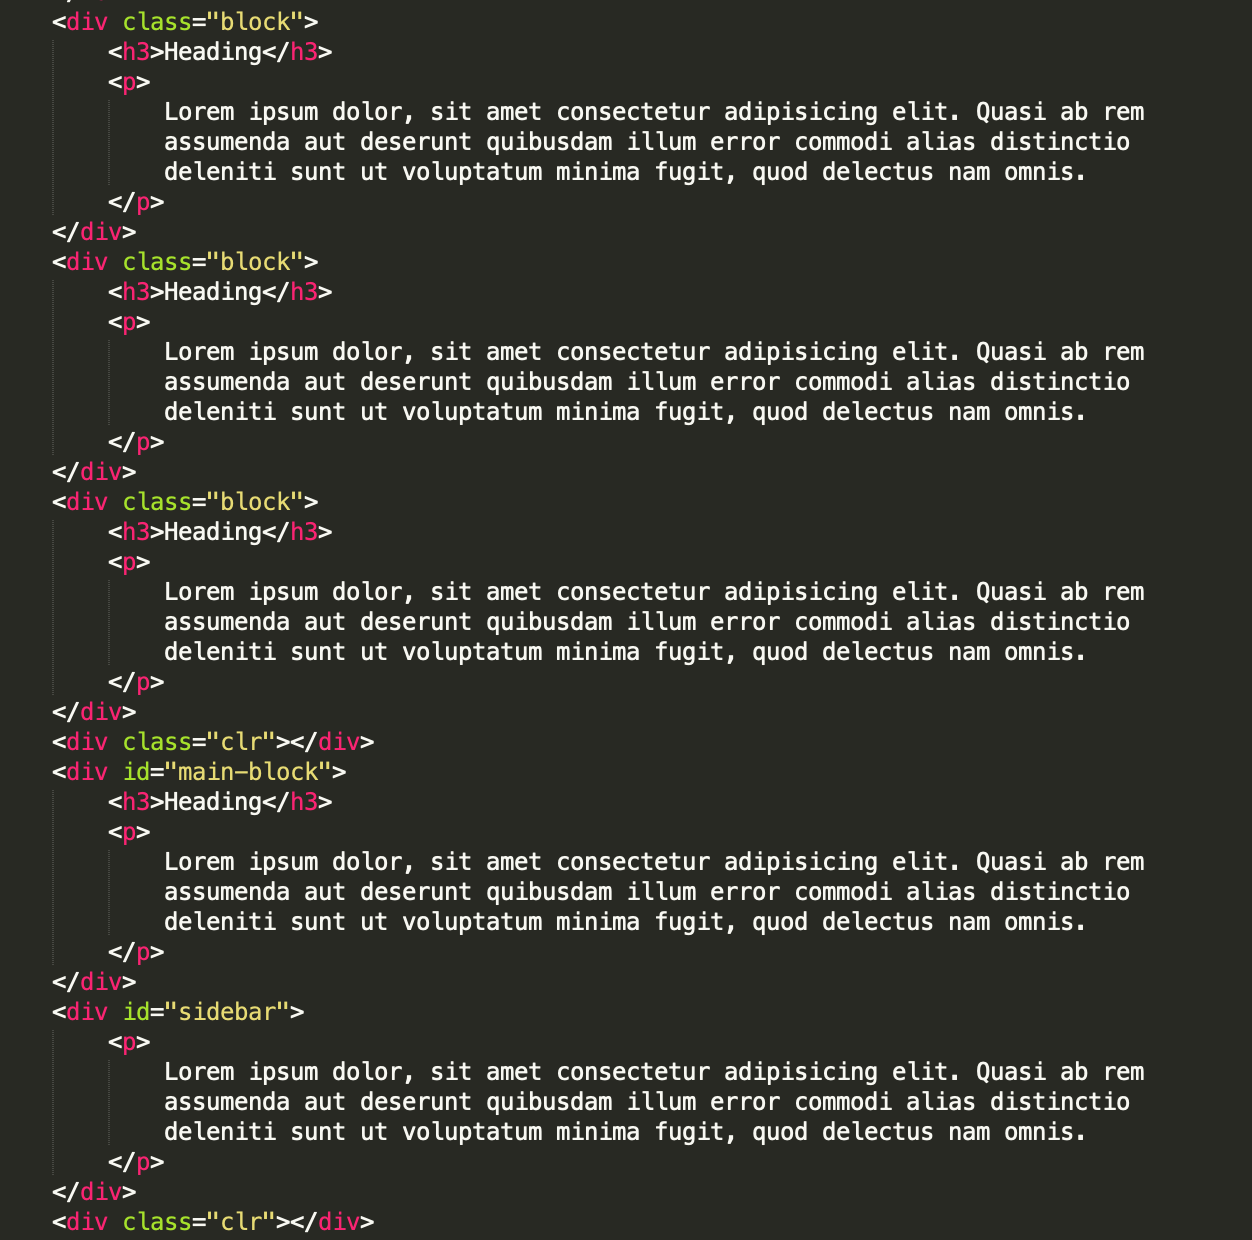 <div class="block">
<h3>Heading</h3>
<p>
Lorem ipsum dolor, sit amet consectetur adipisicing elit. Quasi ab rem
assumenda aut deserunt quibusdam illum error commodi alias distinctio
deleniti sunt ut voluptatum minima fugit, quod delectus nam omnis.
</p>
</div>
<div class="block">
<h3>Heading</h3>
<p>
Lorem ipsum dolor, sit amet consectetur adipisicing elit. Quasi ab rem
assumenda aut deserunt quibusdam illum error commodi alias distinctio
deleniti sunt ut voluptatum minima fugit, quod delectus nam omnis.
</p>
</div>
<div class="block">
<h3>Heading</h3>
<p>
Lorem ipsum dolor, sit amet consectetur adipisicing elit. Quasi ab rem
assumenda aut deserunt quibusdam illum error commodi alias distinctio
deleniti sunt ut voluptatum minima fugit, quod delectus nam omnis.
</p>
</div>
<div class="clr"></div>
<div id="main-block">
<h3>Heading</h3>
<p>
Lorem ipsum dolor, sit amet consectetur adipisicing elit. Quasi ab rem
assumenda aut deserunt quibusdam illum error commodi alias distinctio
deleniti sunt ut voluptatum minima fugit, quod delectus nam omnis.
</p>
</div>
<div id="sidebar">
<p>
Lorem ipsum dolor, sit amet consectetur adipisicing elit. Quasi ab rem
assumenda aut deserunt quibusdam illum error commodi alias distinctio
deleniti sunt ut voluptatum minima fugit, quod delectus nam omnis.
</p>
</div>
<div class="clr"></div>